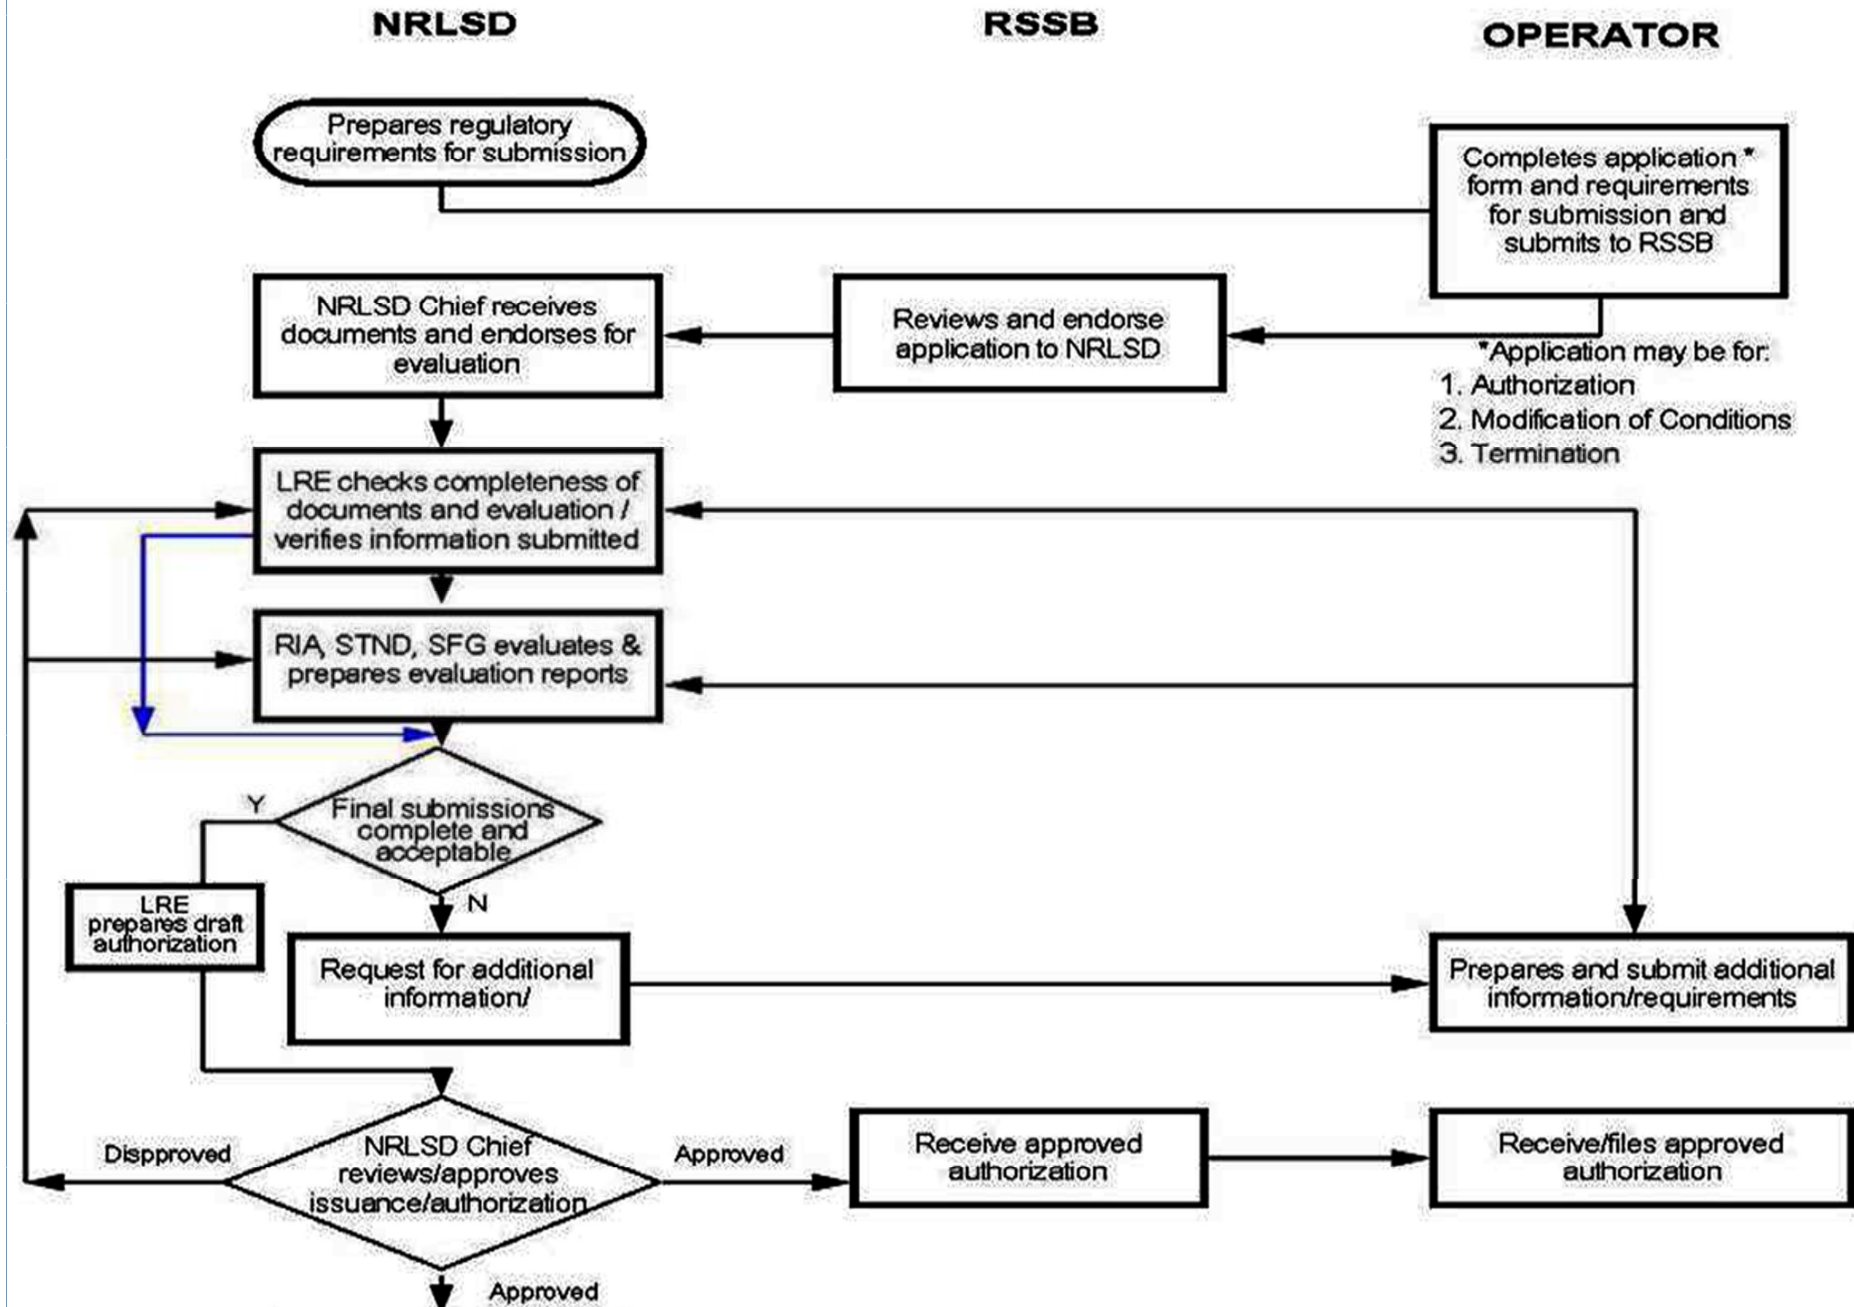 NRLSD
RSSB
OPERATOR
Prepares regulatory
requirements for submission
Completes application *
form and requirements
for submission and
submits to RSSB
NRLSD Chief receives
documents and endorses for
evaluation
Reviews and endorse
application to NRLSD
*Application may be for:
1. Authorization
2. Modification of Conditions
3. Termination
LRE checks completeness of
documents and evaluation /
verifies information submitted
RIA, STND, SFG evaluates &
prepares evaluation reports
Y
Final submissions
complete and
acceptable
N
LRE
prepares draft
authorization
Request for additional
information/
Prepares and submit additional
information/requirements
Dispproved
NRLSD Chief
reviews/approves
issuance/authorization
Approved
Receive approved
authorization
Receive/files approved
authorization
Approved